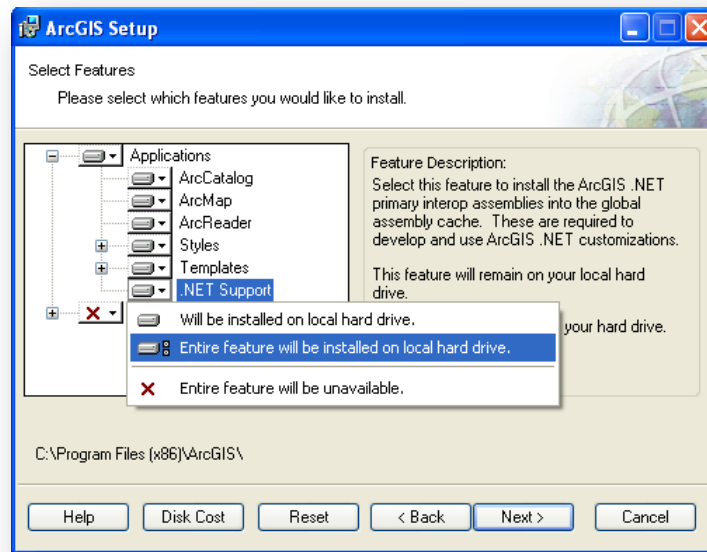 ArcGIS Setup
Select Features
Please select which features you would like to install.
Applications
ArcCatalog
ArcMap
ArcReader
Styles
Templates
.NET Support
Feature Description:
Select this feature to install the ArcGIS .NET
primary interop assemblies into the global
assembly cache.  These are required to
develop and use ArcGIS .NET customizations.
This feature will remain on your local hard
drive.
your hard drive.
Will be installed on local hard drive.
Entire feature will be installed on local hard drive.
Entire feature will be unavailable.
C:\Program Files (x86)\ArcGIS\
Help
Disk Cost
Reset
< Back
Next >
Cancel